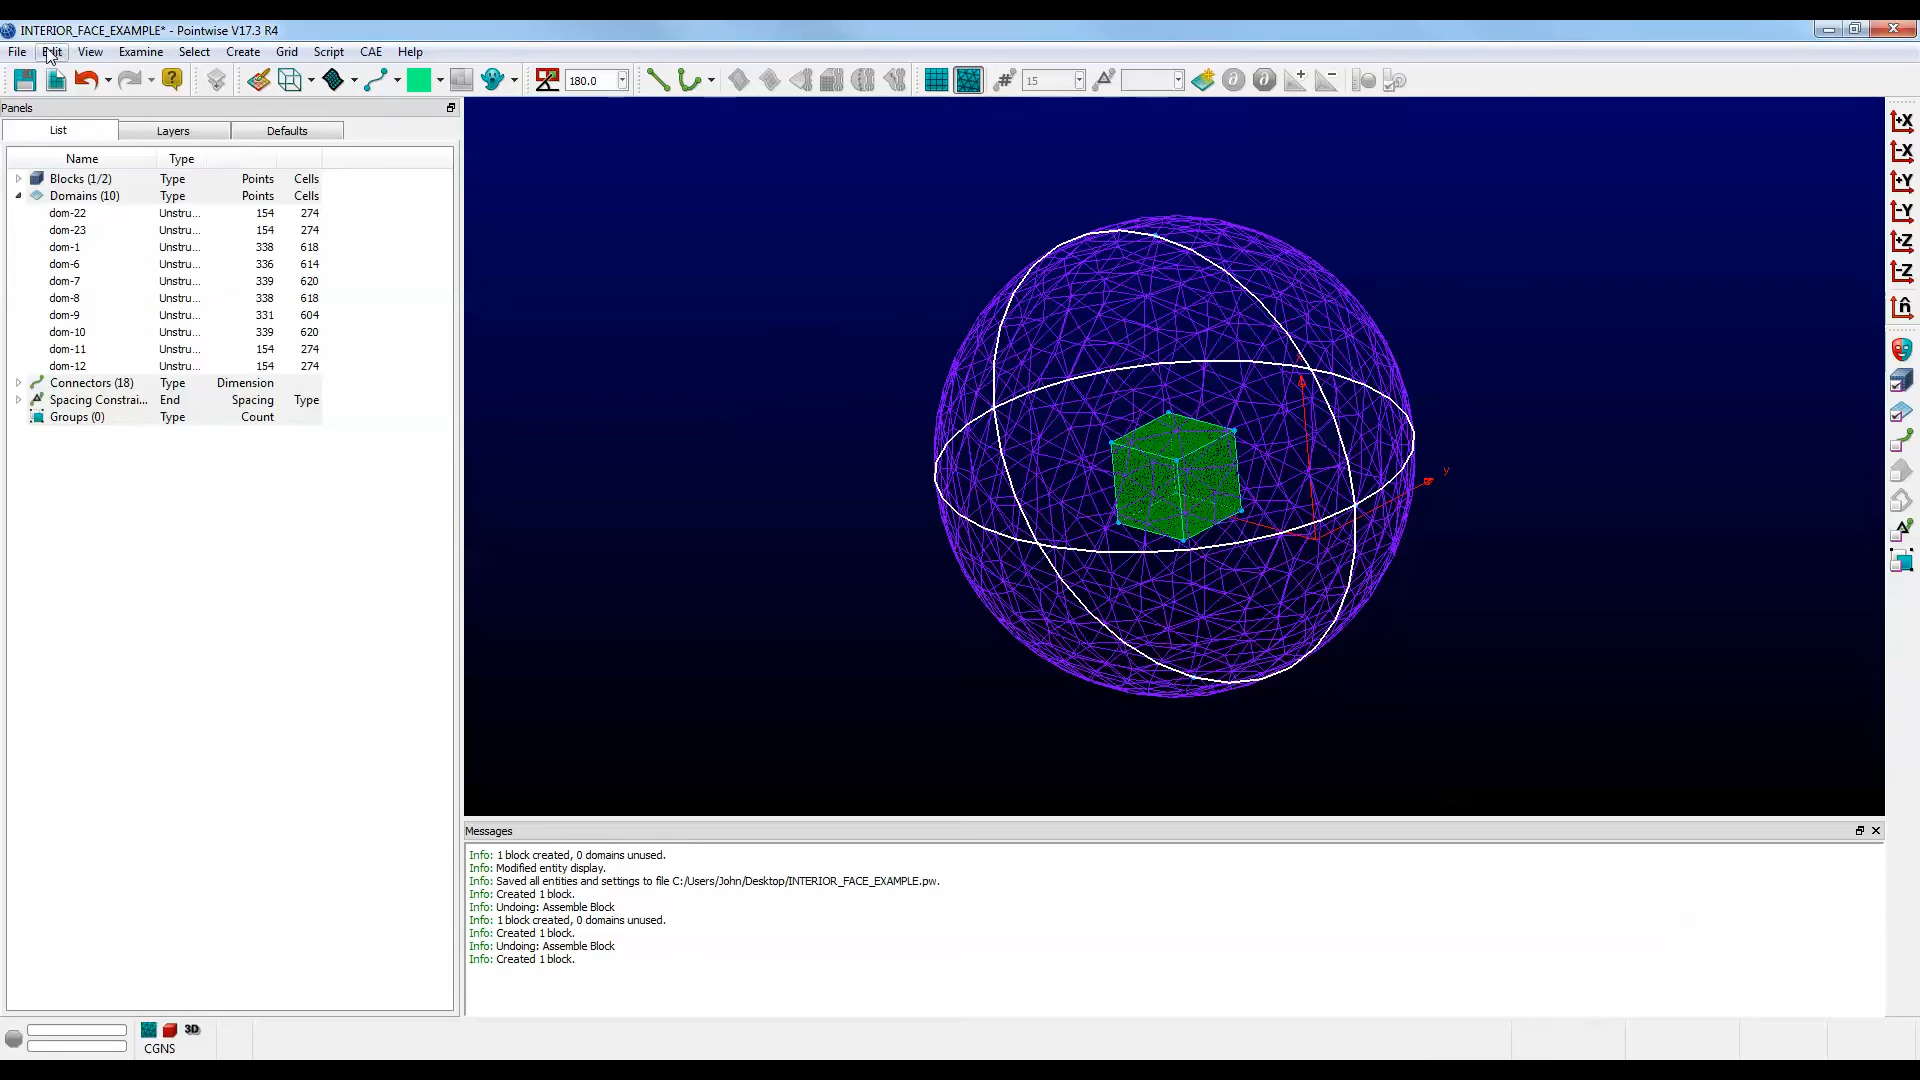 INTERIOR_FACE_EXAMPLE* - Pointwise V17.3 R4
File Edit View Examine Select Create Grid Script CAE Help
180.0 15
Panels
List Layers Defaults
Name Type
Blocks (1/2) Type Points Cells
Domains (10) Type Points Cells
dom-22 Unstru... 154 274
dom-23 Unstru... 154 274
dom-1 Unstru... 338 618
dom-6 Unstru... 336 614
dom-7 Unstru... 339 620
dom-8 Unstru... 338 618
dom-9 Unstru... 331 604
dom-10 Unstru... 339 620
dom-11 Unstru... 154 274
dom-12 Unstru... 154 274
Connectors (18) Type Dimension
Spacing Constrai... End Spacing Type
Groups (0) Type Count
y
+X
-X
+Y
-Y
+Z
-Z
n̂
Messages
Info: 1 block created, 0 domains unused.
Info: Modified entity display.
Info: Saved all entities and settings to file C:/Users/John/Desktop/INTERIOR_FACE_EXAMPLE.pw.
Info: Created 1 block.
Info: Undoing: Assemble Block
Info: 1 block created, 0 domains unused.
Info: Created 1 block.
Info: Undoing: Assemble Block
Info: Created 1 block.
3D
CGNS